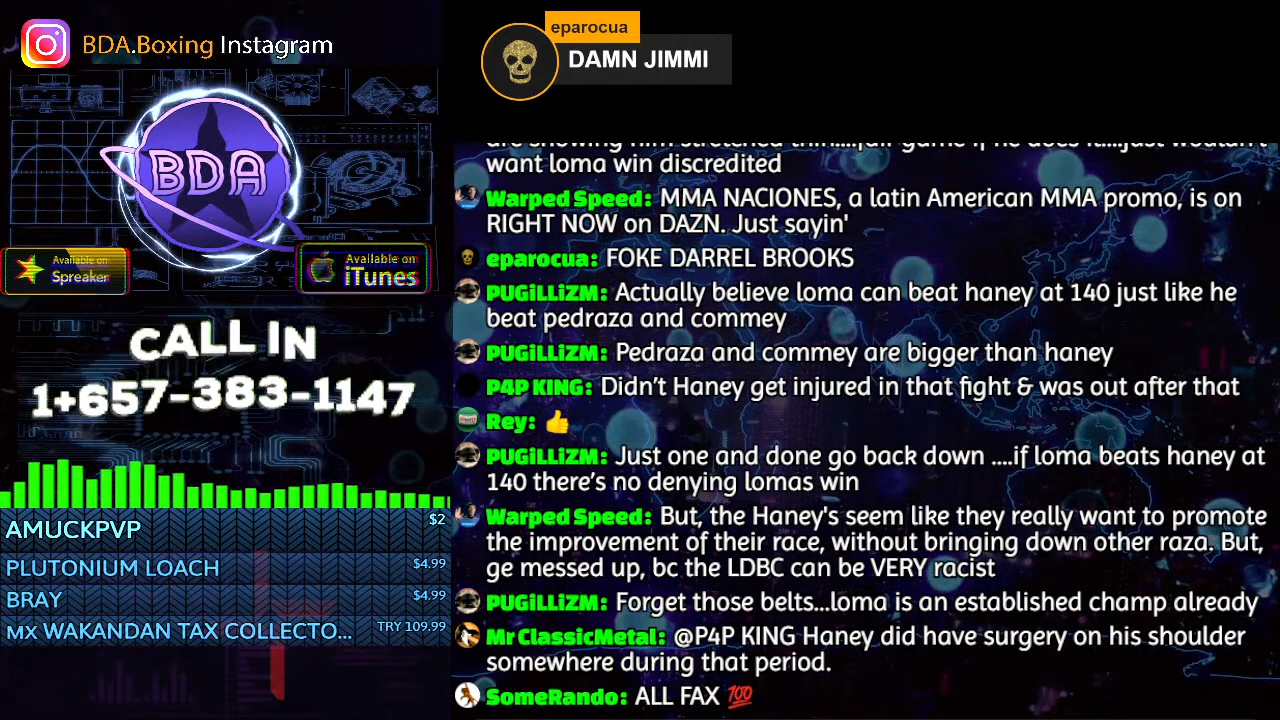 BDA.Boxing Instagram
BDA
Available on
Spreaker
Available on
iTunes
CALL IN
1+657-383-1147
AMUCKPVP $2
PLUTONIUM LOACH $4.99
BRAY $4.99
MX WAKANDAN TAX COLLECTO... TRY 109.99
eparocua
DAMN JIMMI
want loma win discredited
Warped Speed: MMA NACIONES, a latin American MMA promo, is on
RIGHT NOW on DAZN. Just sayin'
eparocua: FOKE DARREL BROOKS
PUGiLLiZM: Actually believe loma can beat haney at 140 just like he
beat pedraza and commey
PUGiLLiZM: Pedraza and commey are bigger than haney
P4P KING: Didn't Haney get injured in that fight & was out after that
Rey: 👍
PUGiLLiZM: Just one and done go back down ....if loma beats haney at
140 there's no denying lomas win
Warped Speed: But, the Haney's seem like they really want to promote
the improvement of their race, without bringing down other raza. But,
ge messed up, bc the LDBC can be VERY racist
PUGiLLiZM: Forget those belts...loma is an established champ already
Mr ClassicMetal: @P4P KING Haney did have surgery on his shoulder
somewhere during that period.
SomeRando: ALL FAX 💯